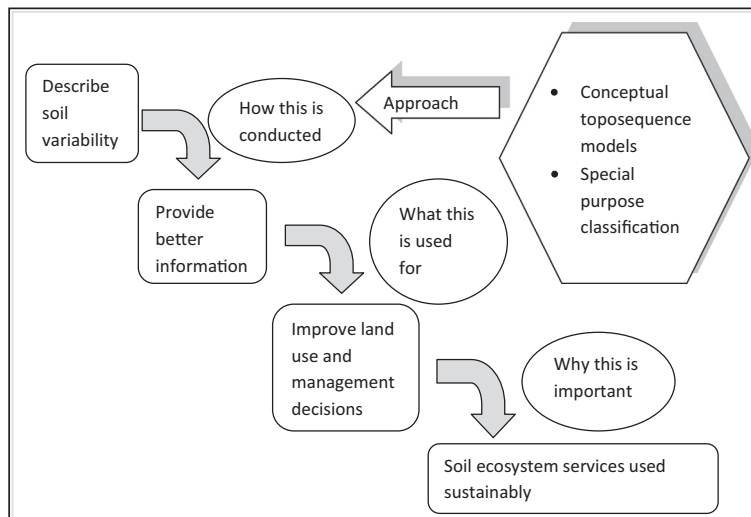 Describe
soil
variability
How this is
conducted
Approach
• Conceptual
toposequence
models
• Special
purpose
classification
Provide
better
information
What this
is used
for
Improve land
use and
management
decisions
Why this is
important
Soil ecosystem services used
sustainably